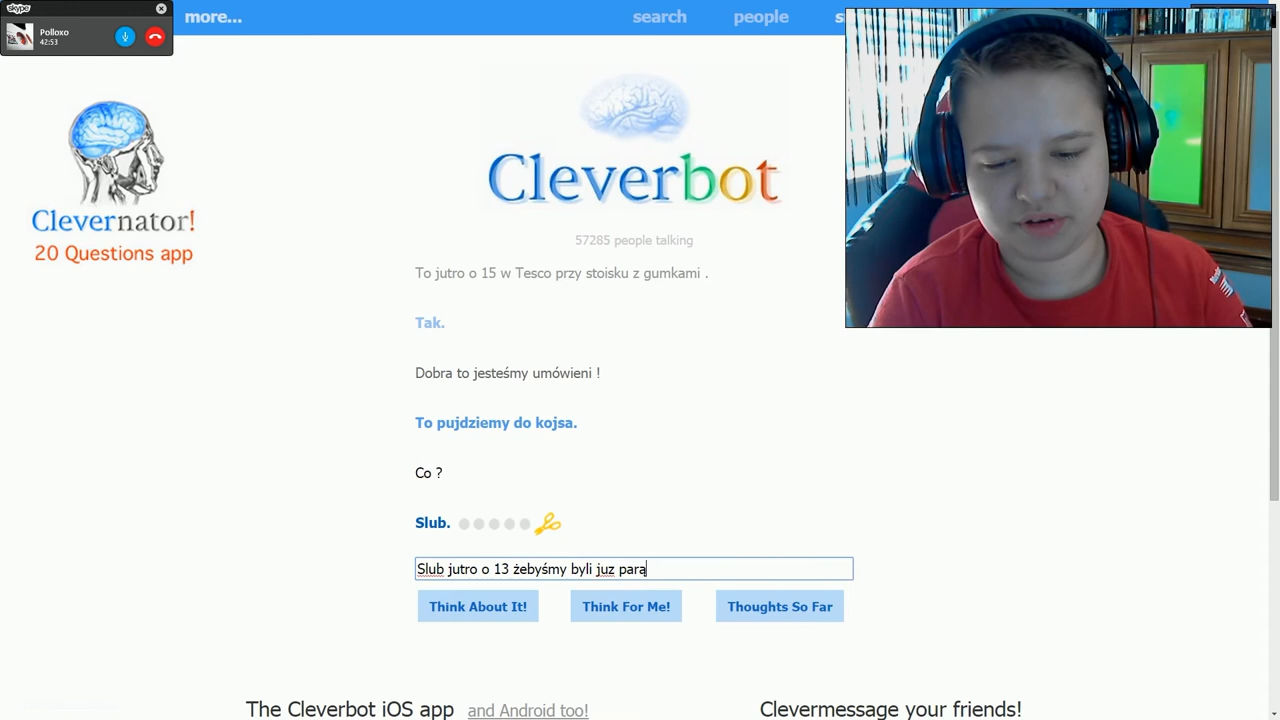 skype
Polloxo
42:53
more...
search
people
Clevernator!
20 Questions app
Cleverbot
57285 people talking
To jutro o 15 w Tesco przy stoisku z gumkami .
Tak.
Dobra to jesteśmy umówieni !
To pujdziemy do kojsa.
Co ?
Slub.
Slub jutro o 13 żebyśmy byli juz parą
Think About It!
Think For Me!
Thoughts So Far
The Cleverbot iOS app
and Android too!
Clevermessage your friends!